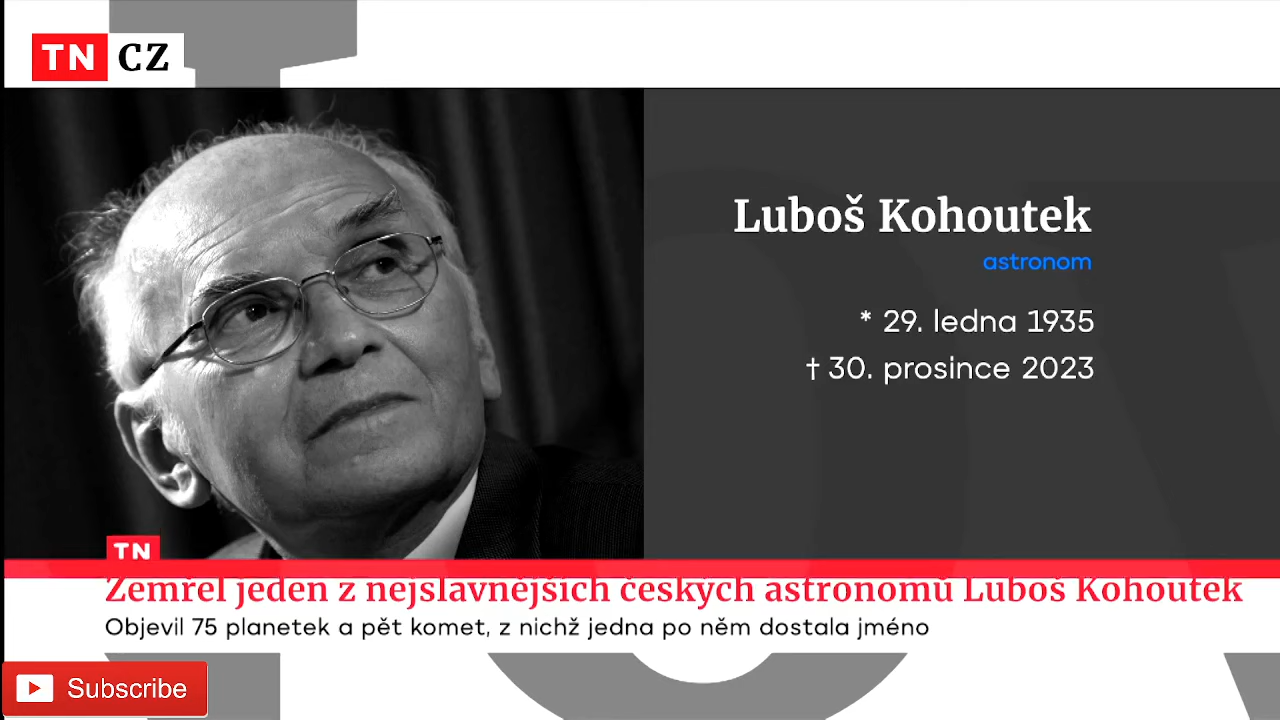 TN CZ
Luboš Kohoutek
astronom
* 29. ledna 1935
† 30. prosince 2023
TN
Zemřel jeden z nejslavnějších českých astronomů Luboš Kohoutek
Objevil 75 planetek a pět komet, z nichž jedna po něm dostala jméno
Subscribe